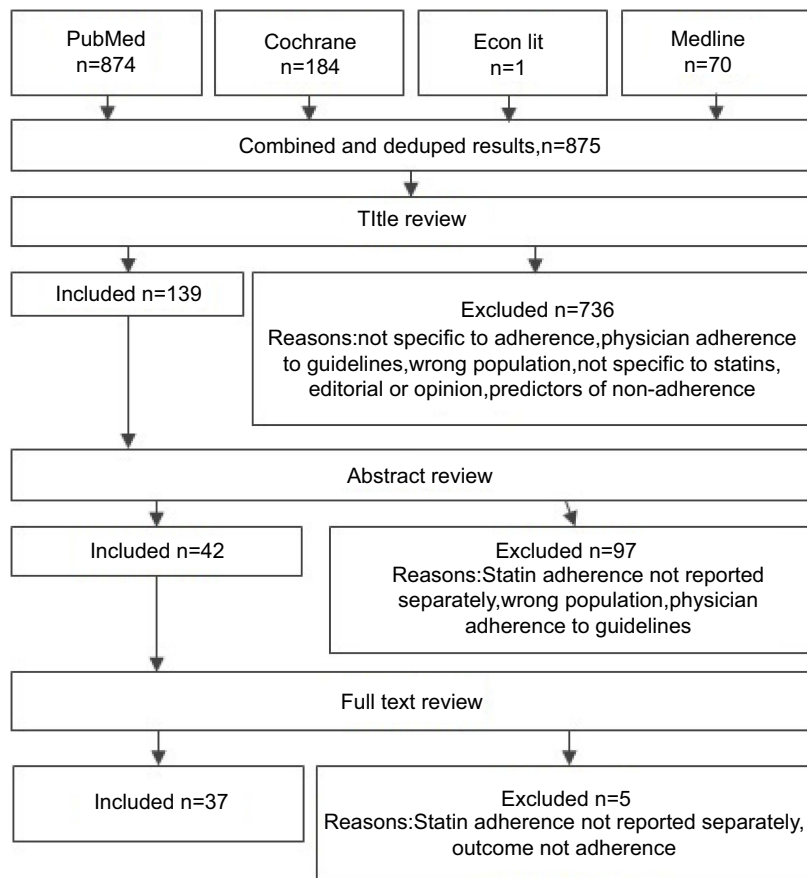 PubMed
n=874
Cochrane
n=184
Econ lit
n=1
Medline
n=70
Combined and deduped results,n=875
TItle review
Included n=139
Excluded n=736
Reasons:not specific to adherence,physician adherence
to guidelines,wrong population,not specific to statins,
editorial or opinion,predictors of non-adherence
Abstract review
Included n=42
Excluded n=97
Reasons:Statin adherence not reported
separately,wrong population,physician
adherence to guidelines
Full text review
Included n=37
Excluded n=5
Reasons:Statin adherence not reported separately,
outcome not adherence